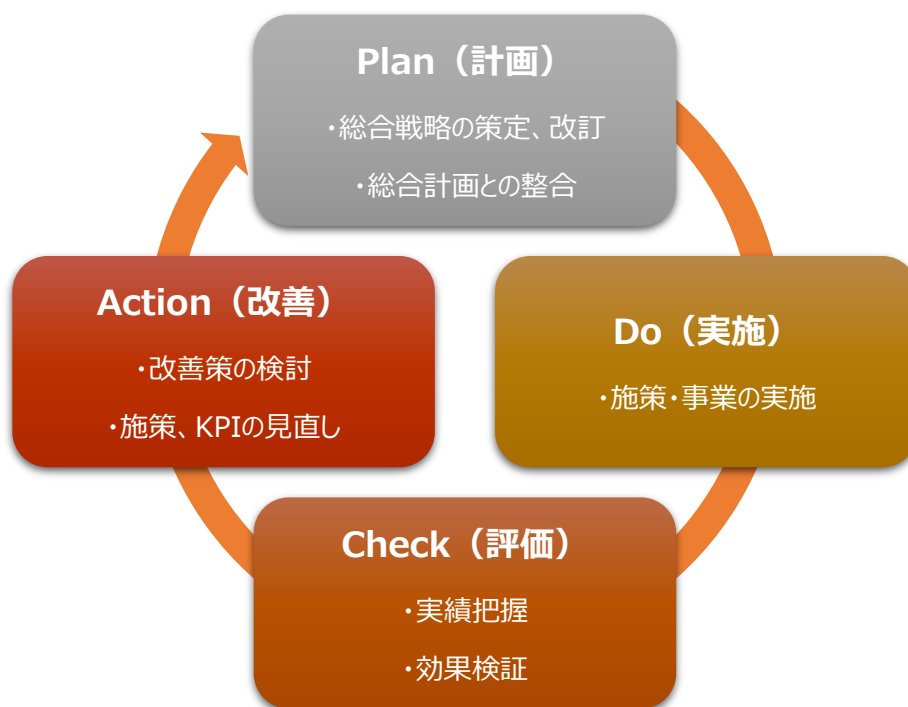 Plan（計画）
・総合戦略の策定、改訂
・総合計画との整合
Do（実施）
・施策・事業の実施
Check（評価）
・実績把握
・効果検証
Action（改善）
・改善策の検討
・施策、KPIの見直し